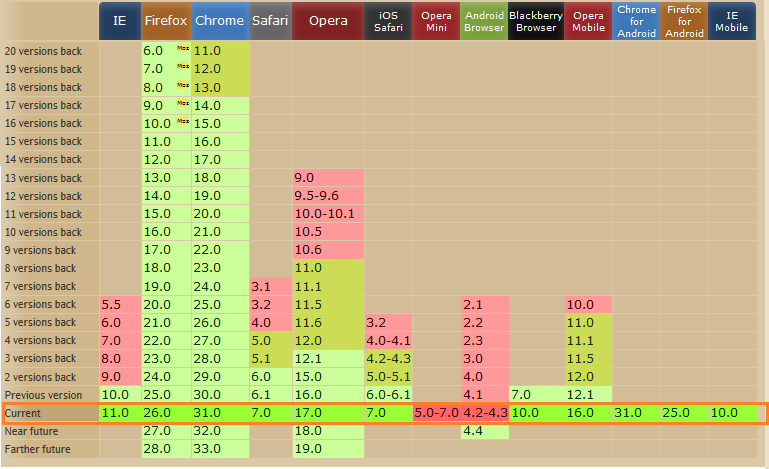 IE Firefox Chrome Safari Opera iOS Safari Opera Mini Android Browser Blackberry Browser Opera Mobile Chrome for Android Firefox for Android IE Mobile
20 versions back 6.0 Moz 11.0
19 versions back 7.0 Moz 12.0
18 versions back 8.0 Moz 13.0
17 versions back 9.0 Moz 14.0
16 versions back 10.0 Moz 15.0
15 versions back 11.0 16.0
14 versions back 12.0 17.0
13 versions back 13.0 18.0 9.0
12 versions back 14.0 19.0 9.5-9.6
11 versions back 15.0 20.0 10.0-10.1
10 versions back 16.0 21.0 10.5
9 versions back 17.0 22.0 10.6
8 versions back 18.0 23.0 11.0
7 versions back 19.0 24.0 3.1 11.1
6 versions back 5.5 20.0 25.0 3.2 11.5 2.1 10.0
5 versions back 6.0 21.0 26.0 4.0 11.6 3.2 2.2 11.0
4 versions back 7.0 22.0 27.0 5.0 12.0 4.0-4.1 2.3 11.1
3 versions back 8.0 23.0 28.0 5.1 12.1 4.2-4.3 3.0 11.5
2 versions back 9.0 24.0 29.0 6.0 15.0 5.0-5.1 4.0 12.0
Previous version 10.0 25.0 30.0 6.1 16.0 6.0-6.1 4.1 7.0 12.1
Current 11.0 26.0 31.0 7.0 17.0 7.0 5.0-7.0 4.2-4.3 10.0 16.0 31.0 25.0 10.0
Near future 27.0 32.0 18.0 4.4
Farther future 28.0 33.0 19.0